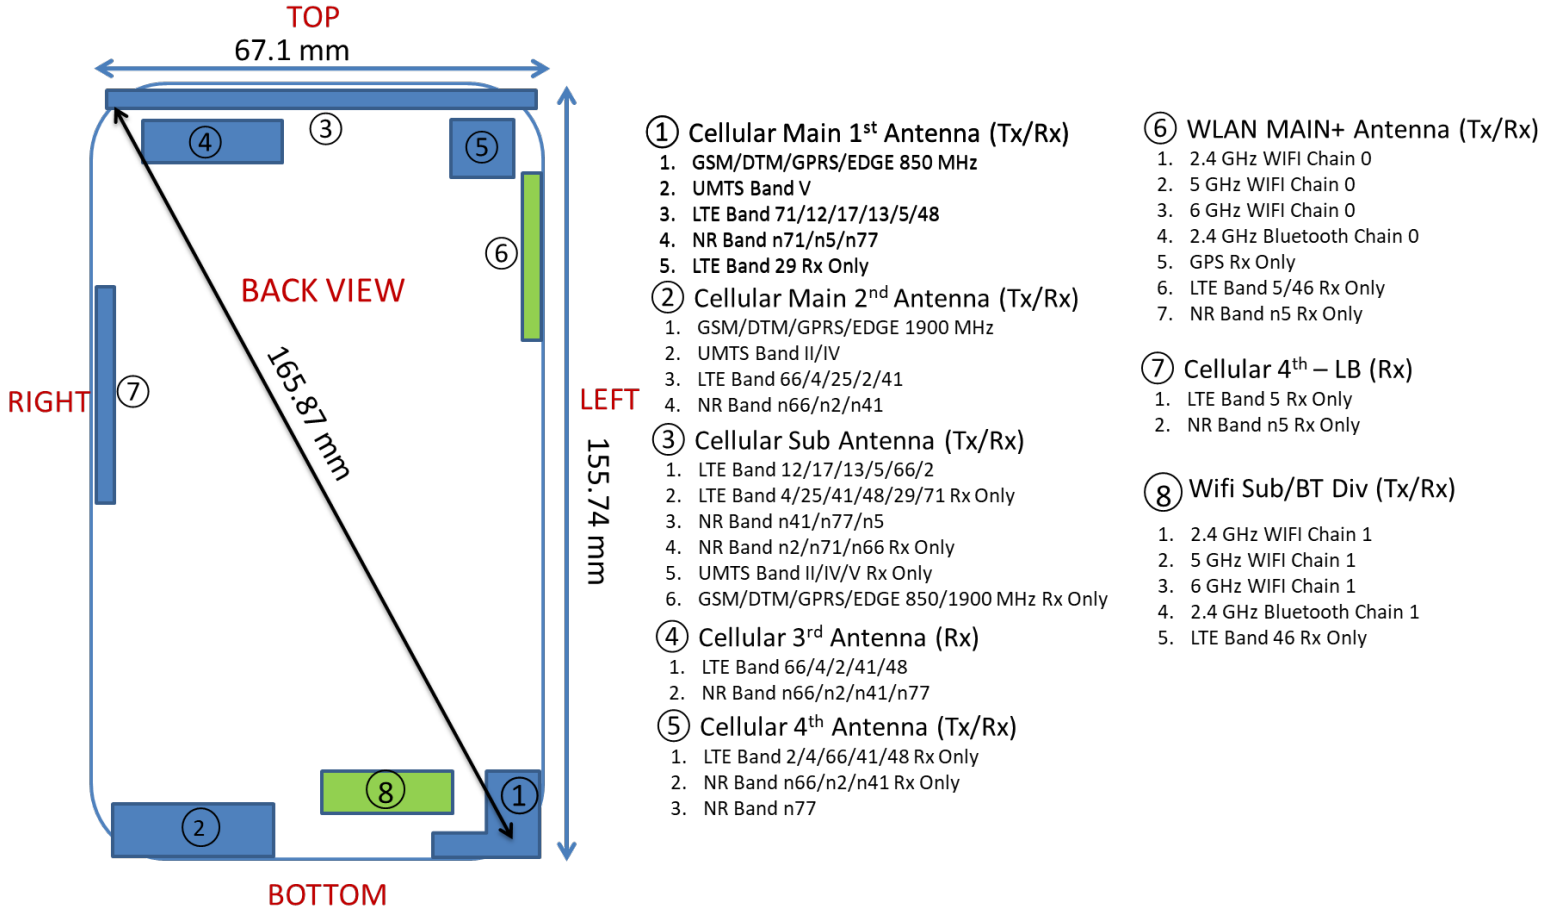 TOP
67.1 mm
③
④
⑤
⑥
BACK VIEW
165.87 mm
RIGHT
⑦
LEFT
155.74 mm
⑧
①
②
BOTTOM
① Cellular Main 1st Antenna (Tx/Rx)
1. GSM/DTM/GPRS/EDGE 850 MHz
2. UMTS Band V
3. LTE Band 71/12/17/13/5/48
4. NR Band n71/n5/n77
5. LTE Band 29 Rx Only
② Cellular Main 2nd Antenna (Tx/Rx)
1. GSM/DTM/GPRS/EDGE 1900 MHz
2. UMTS Band II/IV
3. LTE Band 66/4/25/2/41
4. NR Band n66/n2/n41
③ Cellular Sub Antenna (Tx/Rx)
1. LTE Band 12/17/13/5/66/2
2. LTE Band 4/25/41/48/29/71 Rx Only
3. NR Band n41/n77/n5
4. NR Band n2/n71/n66 Rx Only
5. UMTS Band II/IV/V Rx Only
6. GSM/DTM/GPRS/EDGE 850/1900 MHz Rx Only
④ Cellular 3rd Antenna (Rx)
1. LTE Band 66/4/2/41/48
2. NR Band n66/n2/n41/n77
⑤ Cellular 4th Antenna (Tx/Rx)
1. LTE Band 2/4/66/41/48 Rx Only
2. NR Band n66/n2/n41 Rx Only
3. NR Band n77
⑥ WLAN MAIN+ Antenna (Tx/Rx)
1. 2.4 GHz WIFI Chain 0
2. 5 GHz WIFI Chain 0
3. 6 GHz WIFI Chain 0
4. 2.4 GHz Bluetooth Chain 0
5. GPS Rx Only
6. LTE Band 5/46 Rx Only
7. NR Band n5 Rx Only
⑦ Cellular 4th – LB (Rx)
1. LTE Band 5 Rx Only
2. NR Band n5 Rx Only
⑧ Wifi Sub/BT Div (Tx/Rx)
1. 2.4 GHz WIFI Chain 1
2. 5 GHz WIFI Chain 1
3. 6 GHz WIFI Chain 1
4. 2.4 GHz Bluetooth Chain 1
5. LTE Band 46 Rx Only